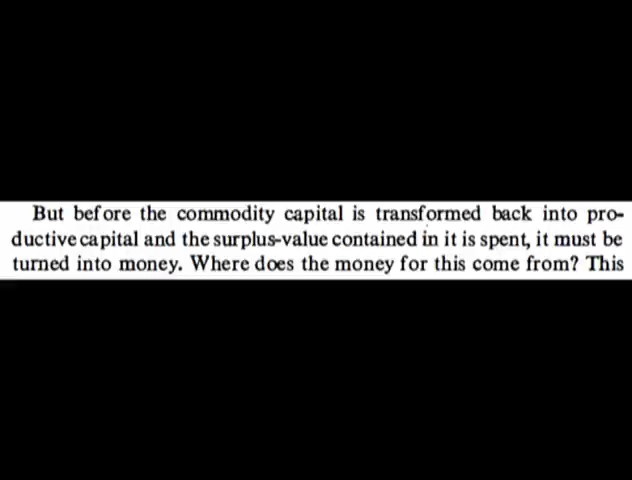 But before the commodity capital is transformed back into pro-
ductive capital and the surplus-value contained in it is spent, it must be
turned into money. Where does the money for this come from? This